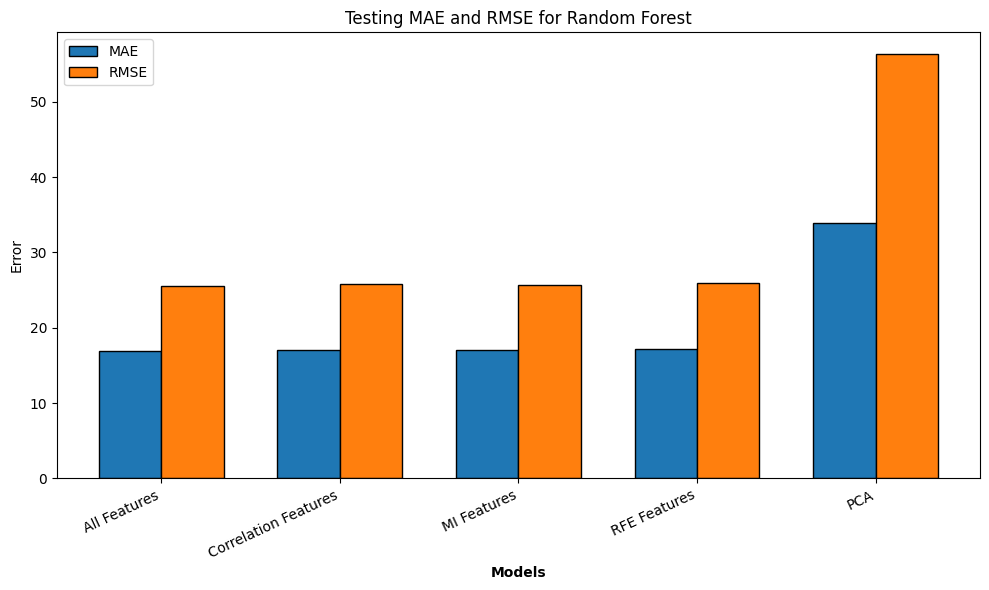 Testing MAE and RMSE for Random Forest
MAE
RMSE
Error
50
40
30
20
10
0
All Features
Correlation Features
MI Features
RFE Features
PCA
Models